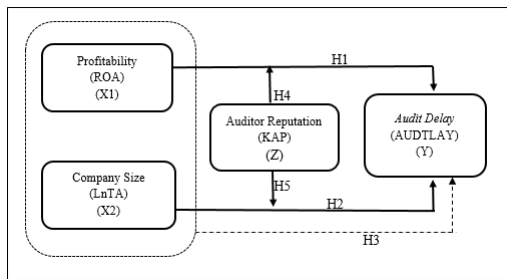 Profitability
(ROA)
(X1)
H1
H4
Auditor Reputation
(KAP)
(Z)
Audit Delay
(AUDTLAY)
(Y)
H5
Company Size
(LnTA)
(X2)
H2
H3